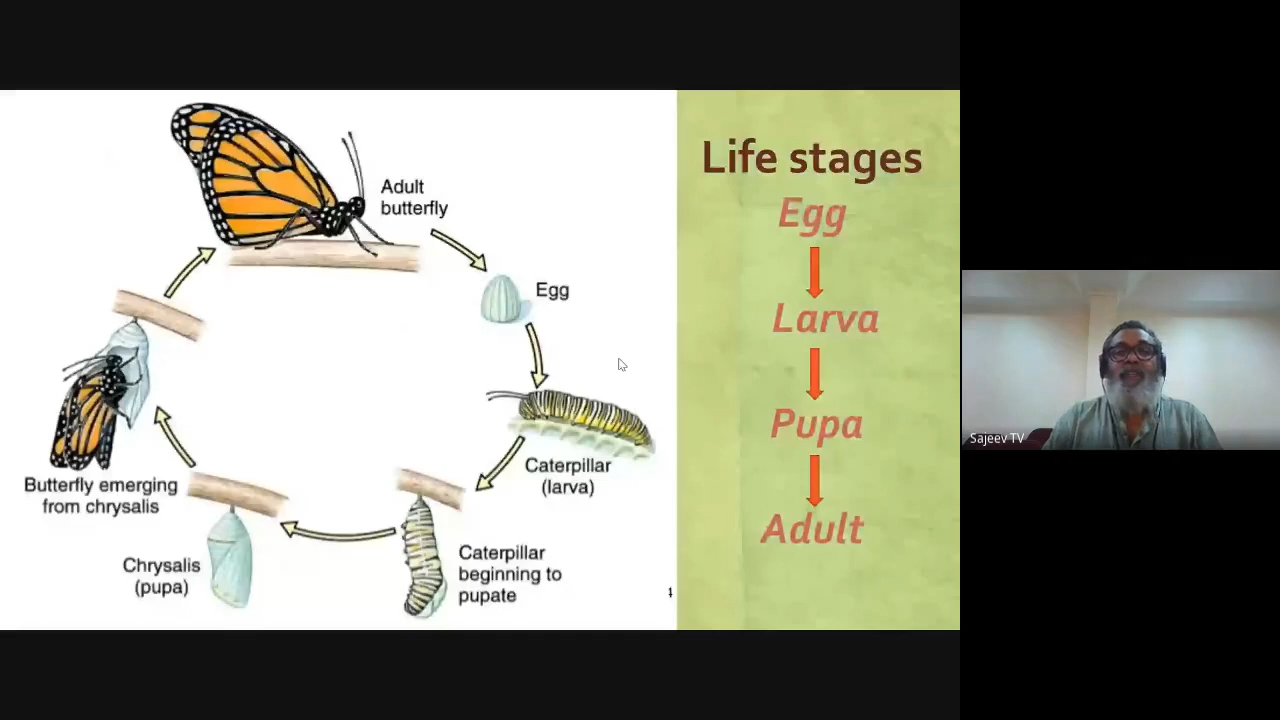 Adult
butterfly
Egg
Caterpillar
(larva)
Caterpillar
beginning to
pupate
Chrysalis
(pupa)
Butterfly emerging
from chrysalis
4
Life stages
Egg
Larva
Pupa
Adult
Sajeev TV